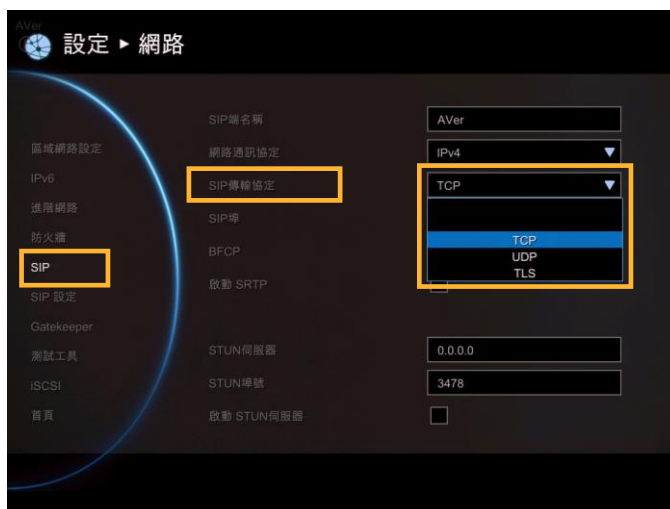 AVer
設定 ▸ 網路
區域網路設定
IPv6
進階網路
防火牆
SIP
SIP 設定
Gatekeeper
測試工具
iSCSI
首頁
SIP端名稱
AVer
網路通訊協定
IPv4
SIP傳輸協定
TCP
TCP
UDP
TLS
SIP埠
BFCP
啟動 SRTP
STUN伺服器
0.0.0.0
STUN埠號
3478
啟動 STUN伺服器